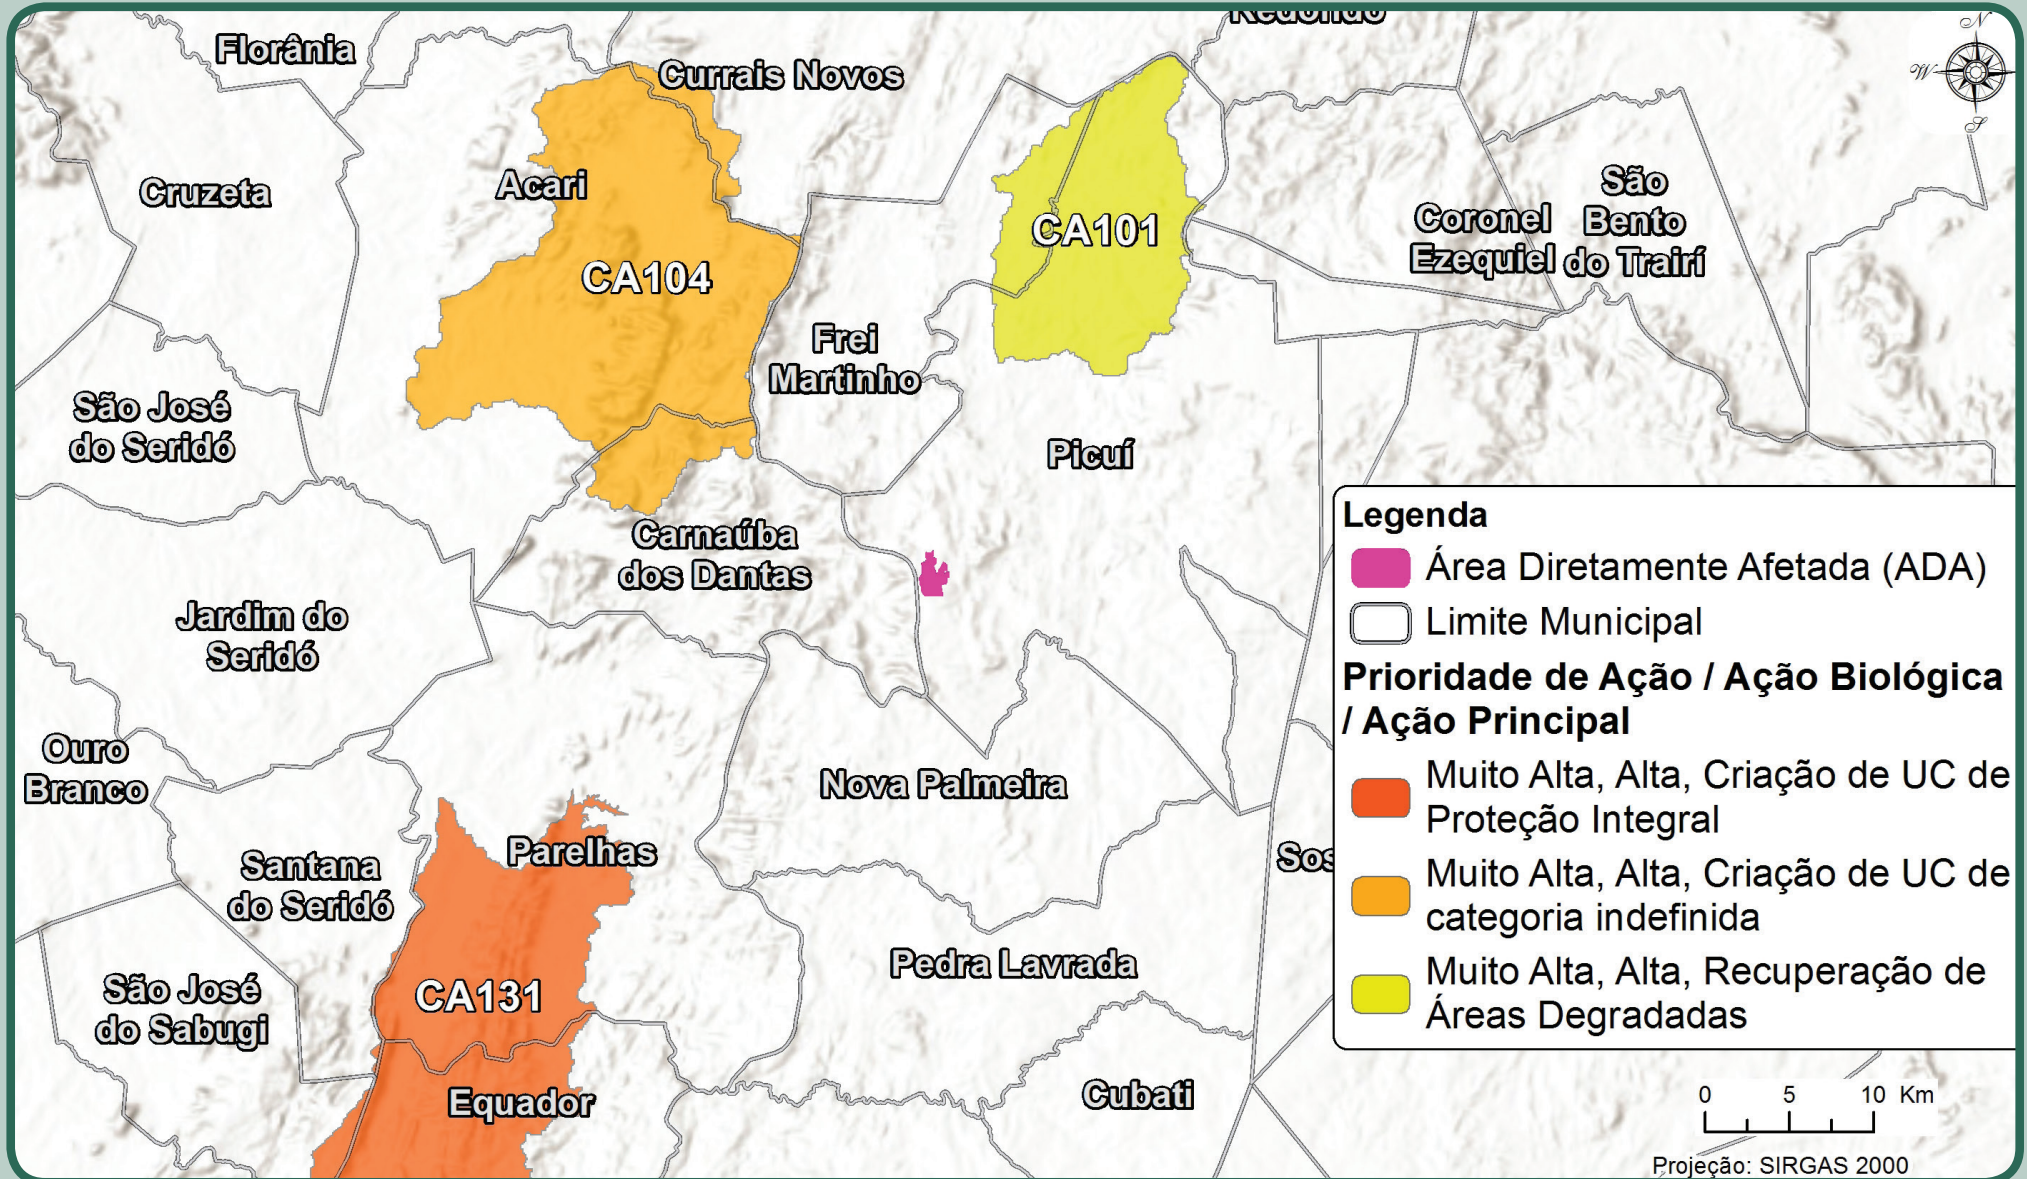 Redondo
Florânia
Currais Novos
N
W
S
Cruzeta
Acari
São
Bento
do Trairí
Coronel
Ezequiel
CA101
CA104
Frei
Martinho
São José
do Seridó
Picuí
Carnaúba
dos Dantas
Jardim do
Seridó
Ouro
Branco
Nova Palmeira
Parelhas
Santana
do Seridó
Sos
São José
do Sabugi
CA131
Pedra Lavrada
Equador
Cubati
Legenda
Área Diretamente Afetada (ADA)
Limite Municipal
Prioridade de Ação / Ação Biológica
/ Ação Principal
Muito Alta, Alta, Criação de UC de
Proteção Integral
Muito Alta, Alta, Criação de UC de
categoria indefinida
Muito Alta, Alta, Recuperação de
Áreas Degradadas
0 5 10 Km
Projeção: SIRGAS 2000